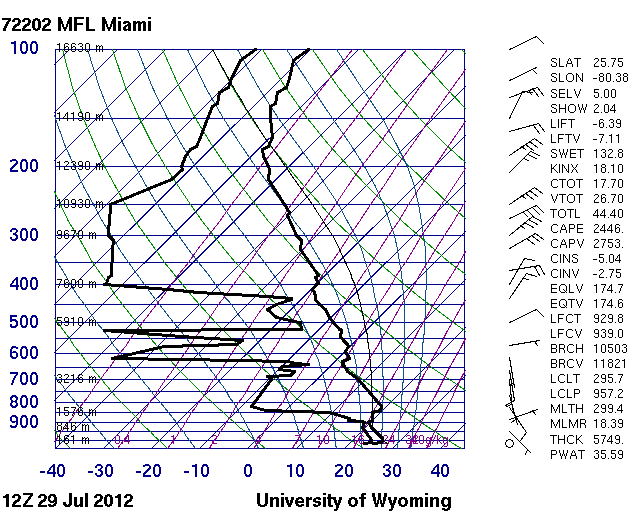 72202 MFL Miami
100
16630 m
14190 m
200
12390 m
10930 m
300
9670 m
400
7600 m
500
5910 m
600
700
3216 m
800
1576 m
900
846 m
161 m
0.4 1 2 4 7 10 16 24 32 40g/kg
-40 -30 -20 -10 0 10 20 30 40
12Z 29 Jul 2012 University of Wyoming
SLAT 25.75
SLON -80.38
SELV 5.00
SHOW 2.04
LIFT -6.39
LFTV -7.11
SWET 132.8
KINX 18.10
CTOT 17.70
VTOT 26.70
TOTL 44.40
CAPE 2446.
CAPV 2753.
CINS -5.04
CINV -2.75
EQLV 174.7
EQTV 174.6
LFCT 929.8
LFCV 939.0
BRCH 10503
BRCV 11821
LCLT 295.7
LCLP 957.2
MLTH 299.4
MLMR 18.39
THCK 5749.
PWAT 35.59